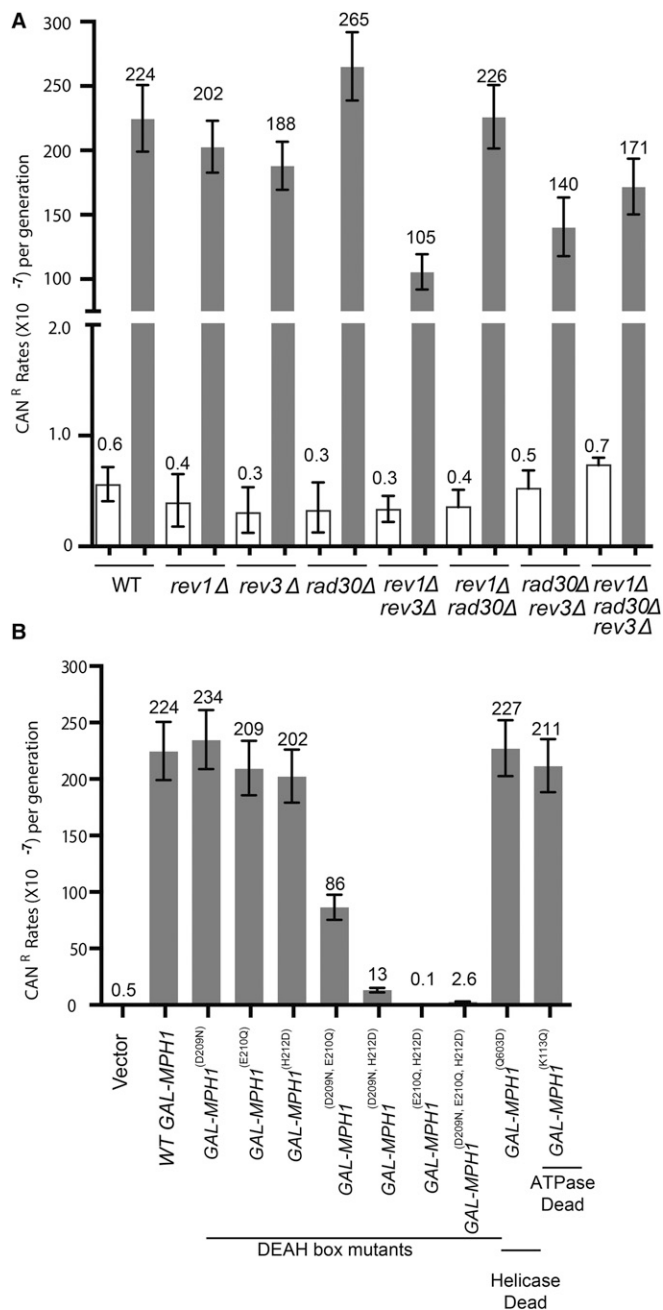 A
CAN R Rates (X10 -7) per generation
300
250
200
150
100
2.0
1.0
0
224
202
188
265
105
226
140
171
0.6
0.4
0.3
0.3
0.3
0.4
0.5
0.7
WT
rev1Δ
rev3Δ
rad30Δ
rev1Δ
rev3Δ
rev1Δ
rad30Δ
rad30Δ
rev3Δ
rev1Δ
rad30Δ
rev3Δ
B
CAN R Rates (X10 -7) per generation
300
250
200
150
100
50
0
0.5
224
234
209
202
86
13
0.1
2.6
227
211
Vector
WT GAL-MPH1
GAL-MPH1(D209N)
GAL-MPH1(E210Q)
GAL-MPH1(H212D)
GAL-MPH1(D209N, E210Q)
GAL-MPH1(D209N, H212D)
GAL-MPH1(E210Q, H212D)
GAL-MPH1(D209N, E210Q, H212D)
GAL-MPH1(Q603D)
GAL-MPH1(K113Q)
ATPase
Dead
DEAH box mutants
Helicase
Dead